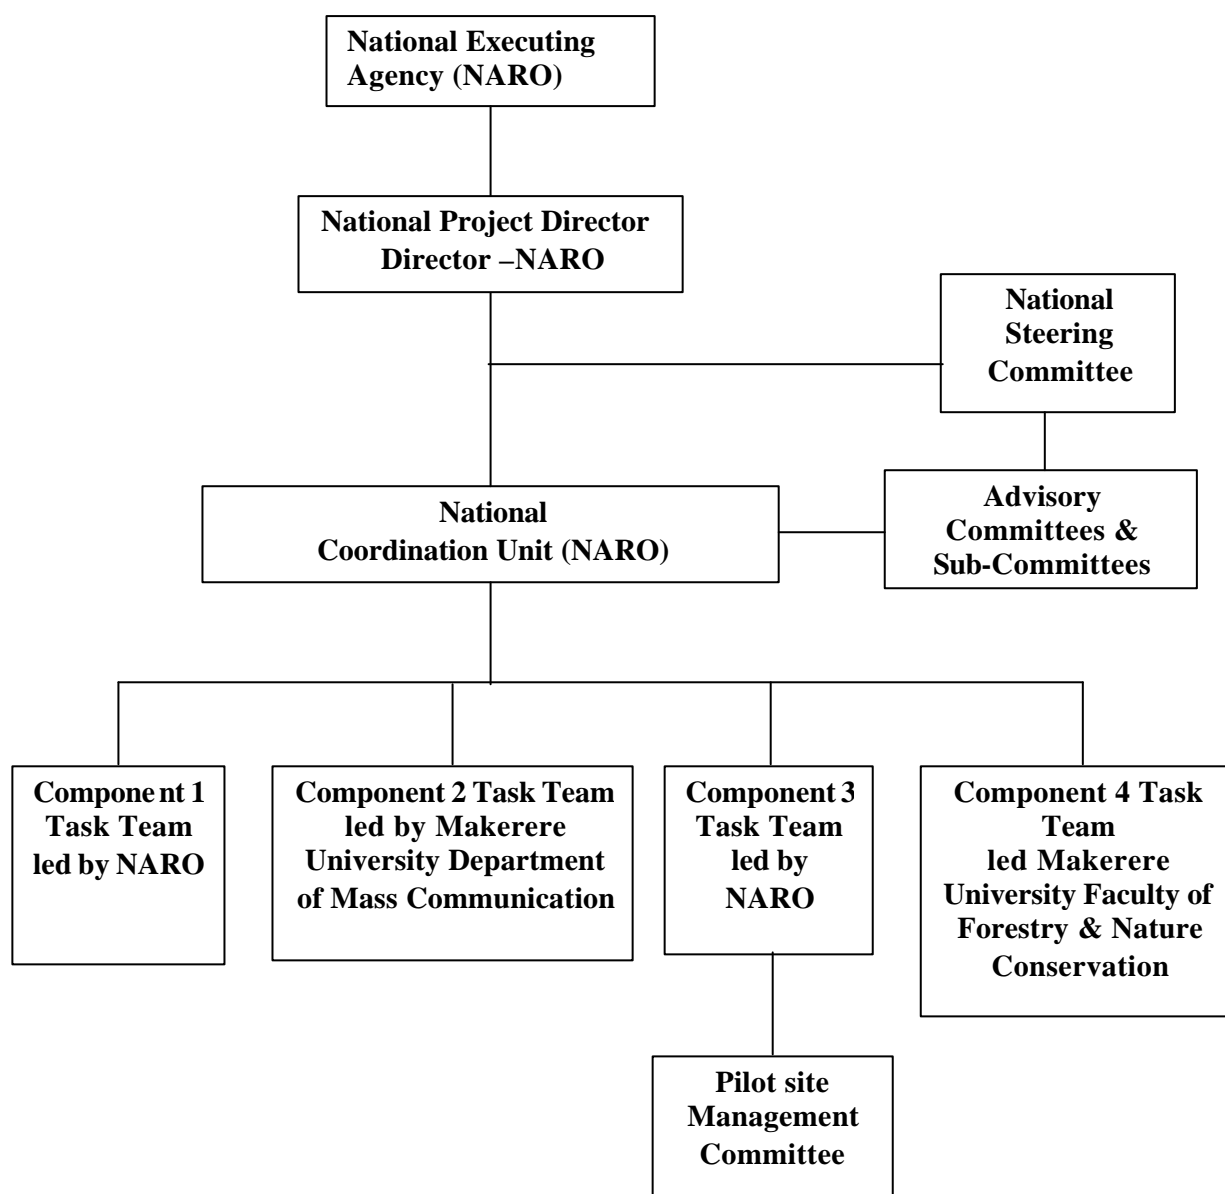 National Executing
Agency (NARO)
National Project Director
Director –NARO
National
Steering
Committee
National
Coordination Unit (NARO)
Advisory
Committees &
Sub-Committees
Component 1
Task Team
led by NARO
Component 2 Task Team
led by Makerere
University Department
of Mass Communication
Component 3
Task Team
led by
NARO
Component 4 Task
Team
led Makerere
University Faculty of
Forestry & Nature
Conservation
Pilot site
Management
Committee